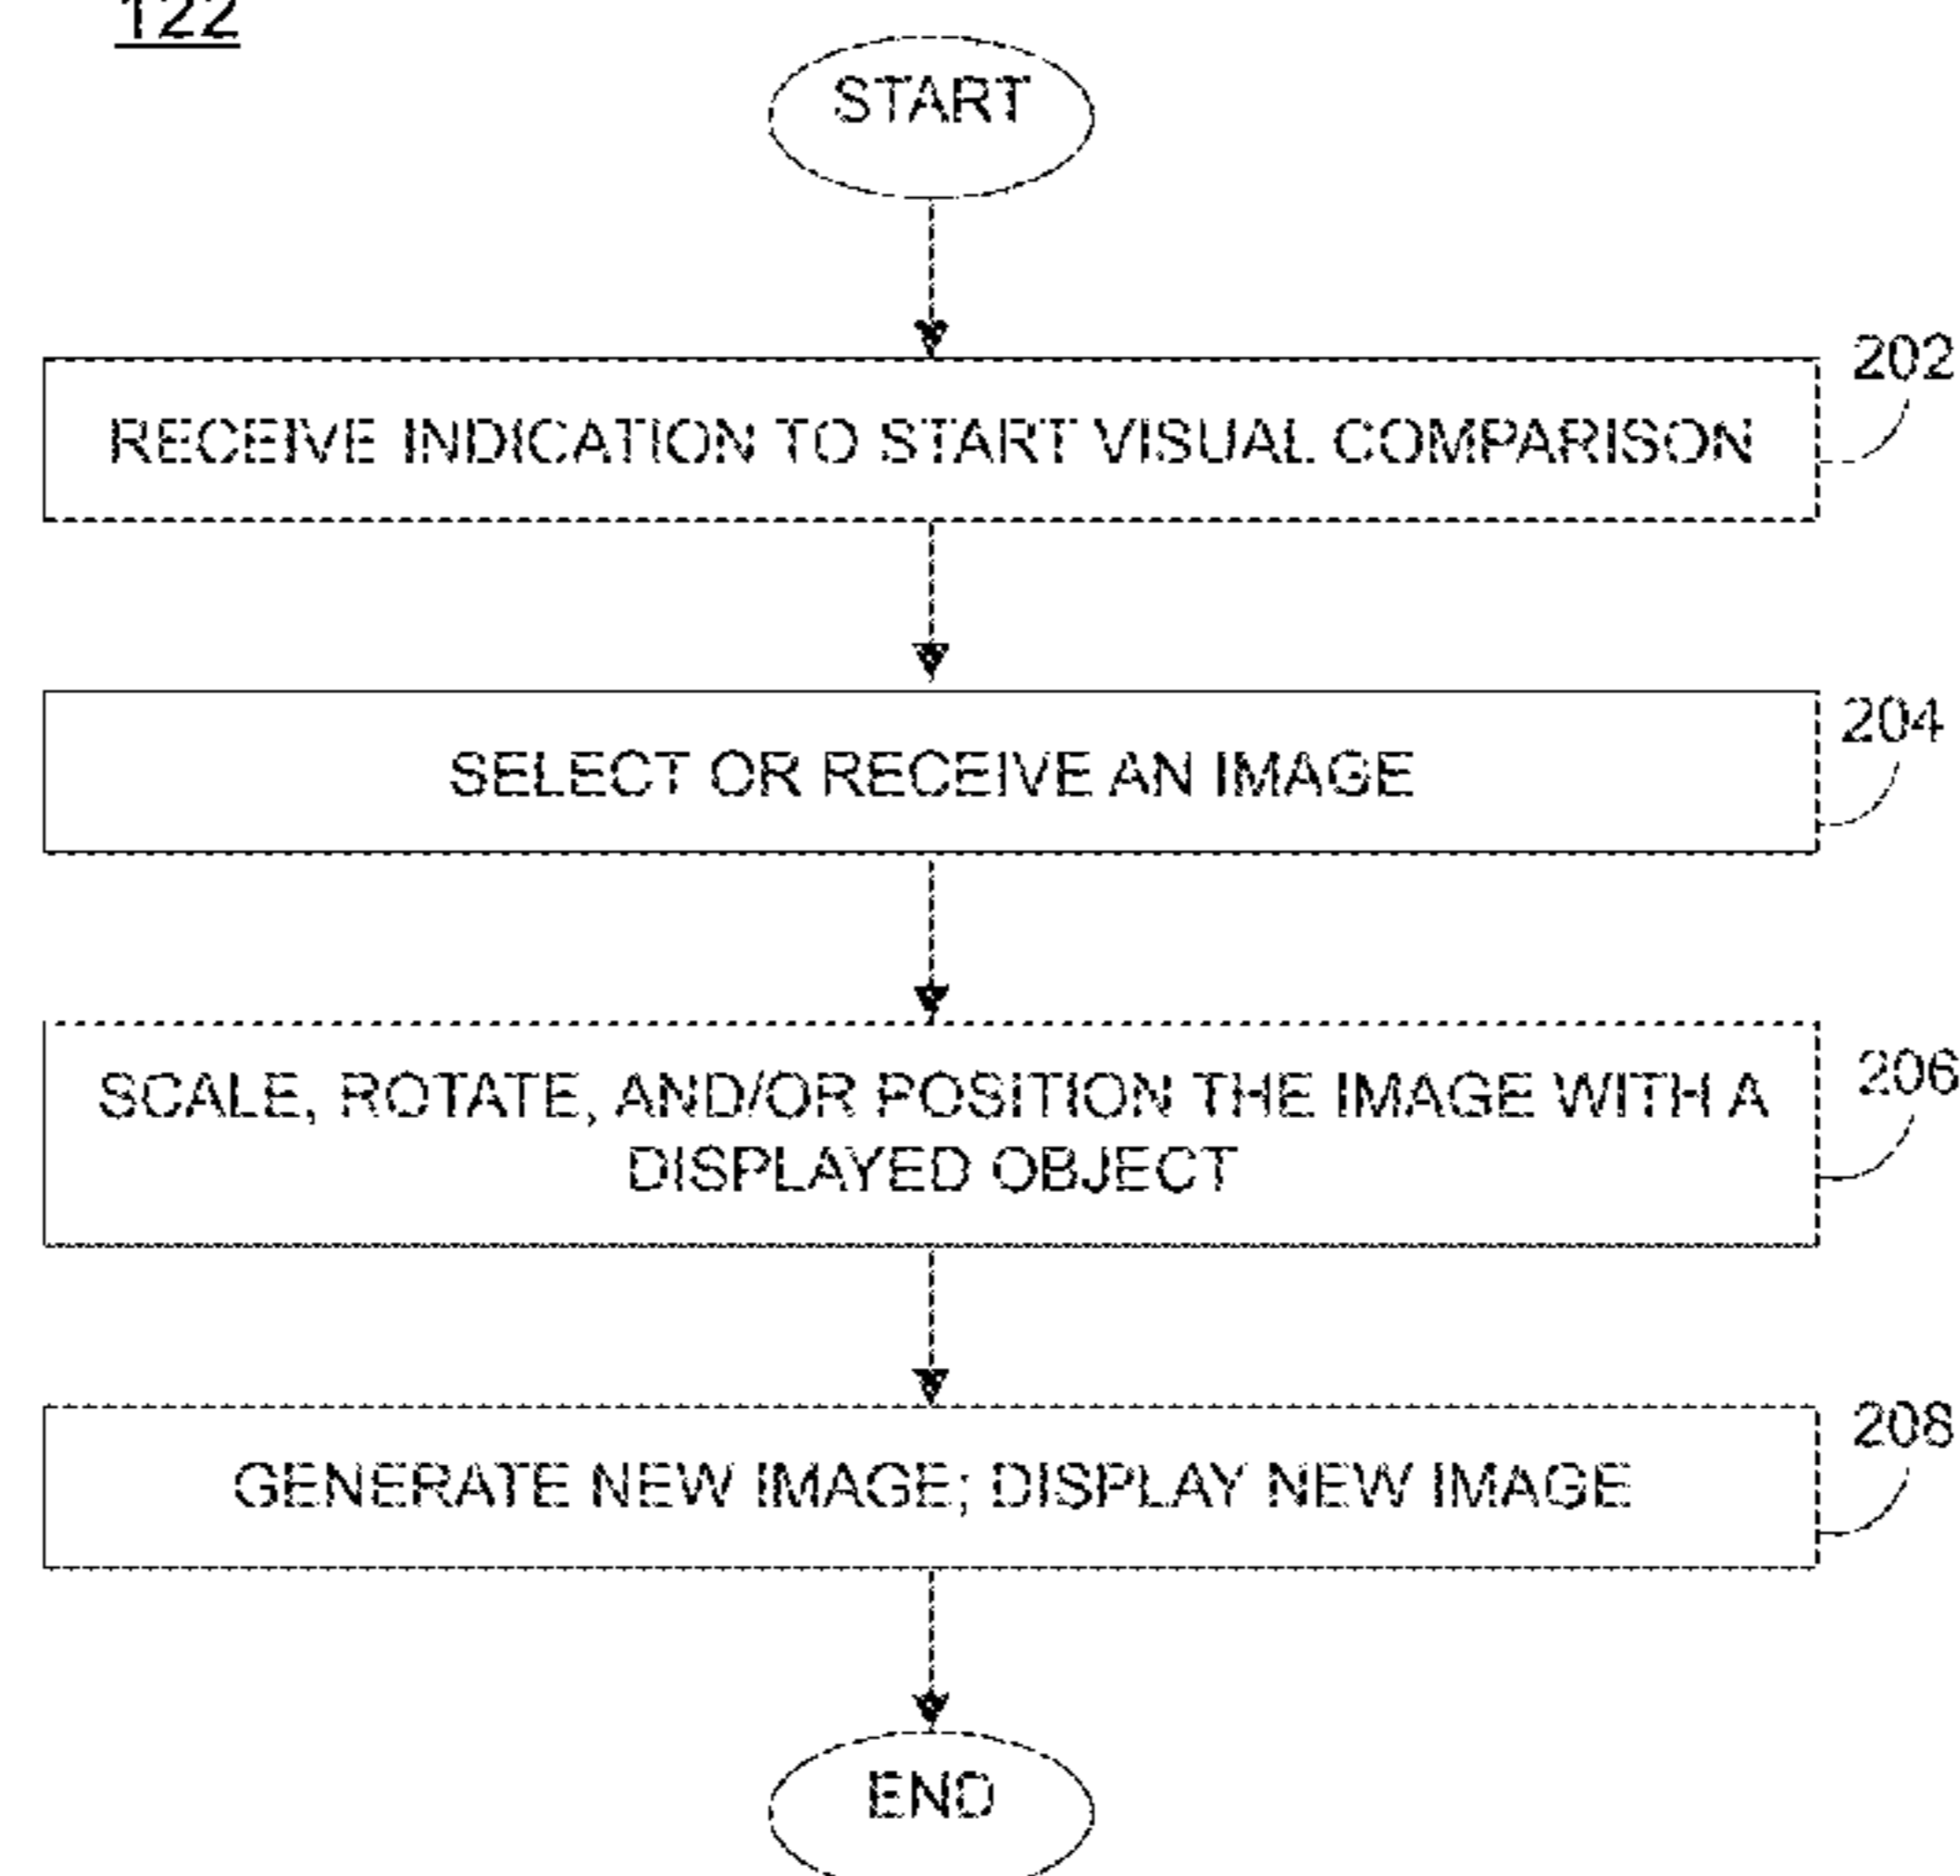 122
START
202
RECEIVE INDICATION TO START VISUAL COMPARISON
204
SELECT OR RECEIVE AN IMAGE
206
SCALE, ROTATE, AND/OR POSITION THE IMAGE WITH A
DISPLAYED OBJECT
208
GENERATE NEW IMAGE; DISPLAY NEW IMAGE
END